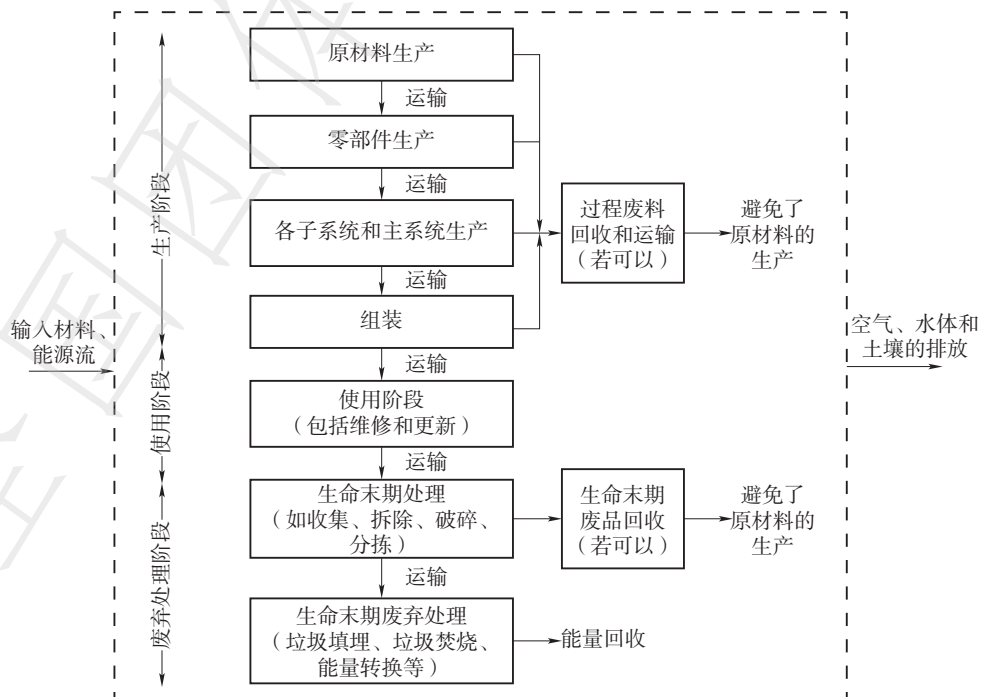 原材料生产
运输
零部件生产
运输
各子系统和主系统生产
运输
组装
运输
使用阶段
（包括维修和更新）
运输
生命末期处理
（如收集、拆除、破碎、
分拣）
运输
生命末期废弃处理
（垃圾填埋、垃圾焚烧、
能量转换等）
过程废料
回收和运输
（若可以）
避免了
原材料的
生产
生命末期
废品回收
（若可以）
避免了
原材料的
生产
能量回收
生产阶段
使用阶段
废弃处理阶段
输入材料、
能源流
空气、水体和
土壤的排放
全国团体